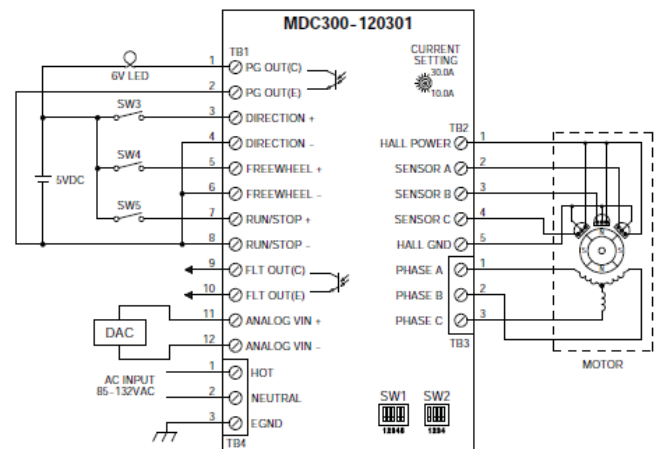 MDC300-120301
TB1
CURRENT
SETTING
30.0A
10.0A
6V LED
1 PG OUT(C)
2 PG OUT(E)
SW3
3 DIRECTION +
4 DIRECTION -
SW4
5 FREEWHEEL +
5VDC
6 FREEWHEEL -
SW5
7 RUN/STOP +
8 RUN/STOP -
9 FLT OUT(C)
10 FLT OUT(E)
11 ANALOG VIN +
DAC
12 ANALOG VIN -
AC INPUT
85-132VAC
1 HOT
2 NEUTRAL
3 EGND
TB4
TB2
HALL POWER 1
SENSOR A 2
SENSOR B 3
SENSOR C 4
HALL GND 5
PHASE A 1
PHASE B 2
PHASE C 3
TB3
MOTOR
SW1
SW2
12345
1234